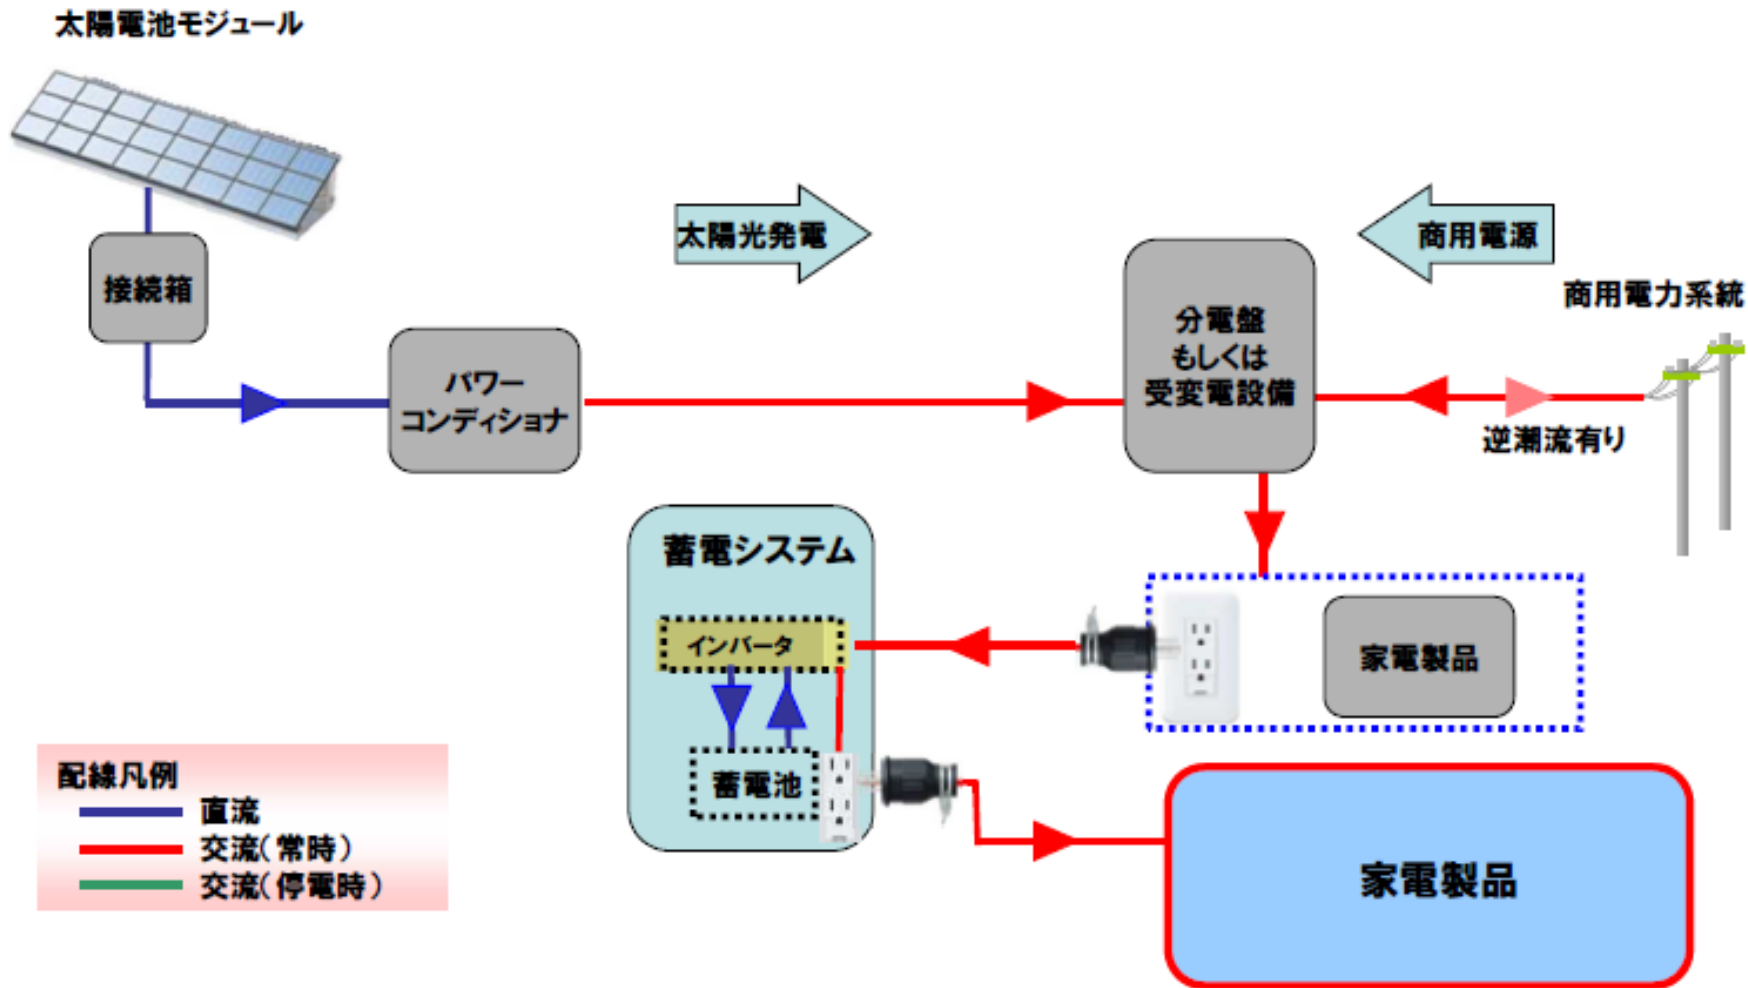 太陽電池モジュール
接続箱
太陽光発電
商用電源
商用電力系統
パワー
コンディショナ
分電盤
もしくは
受変電設備
逆潮流有り
蓄電システム
インバータ
蓄電池
家電製品
家電製品
配線凡例
直流
交流(常時)
交流(停電時)